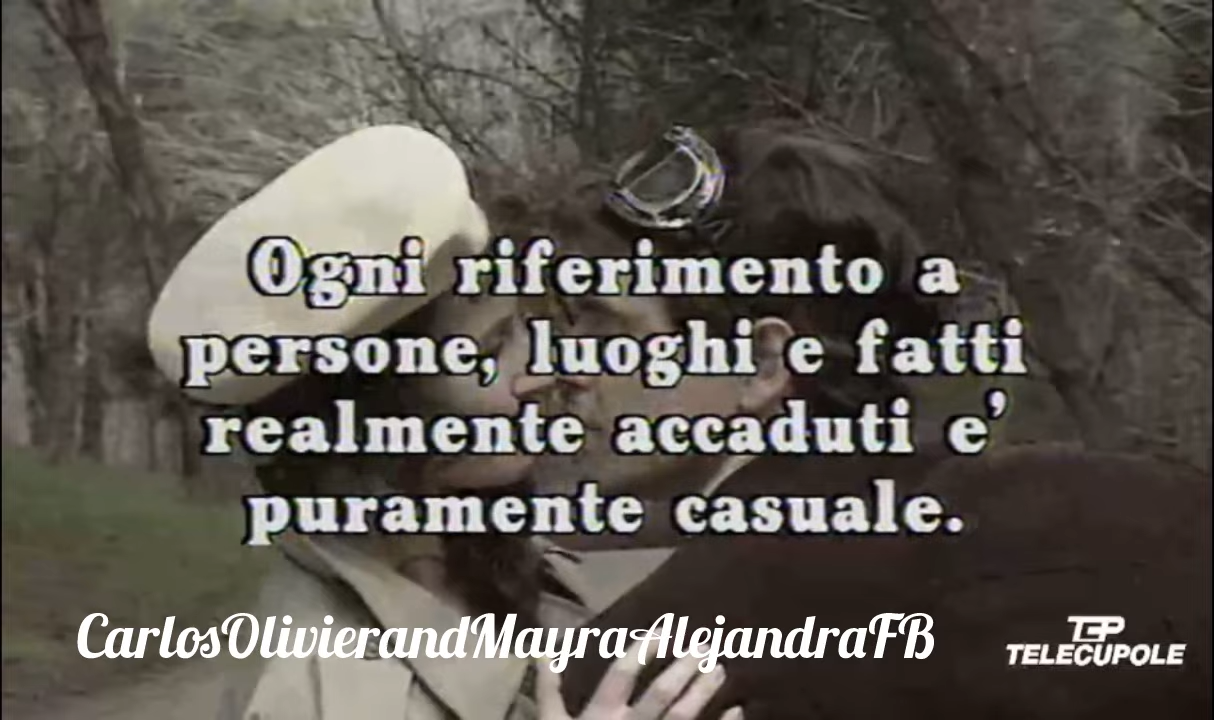 Ogni riferimento a
persone, luoghi e fatti
realmente accaduti e'
puramente casuale.
CarlosOlivierandMayraAlejandraFB
TELECUPOLE